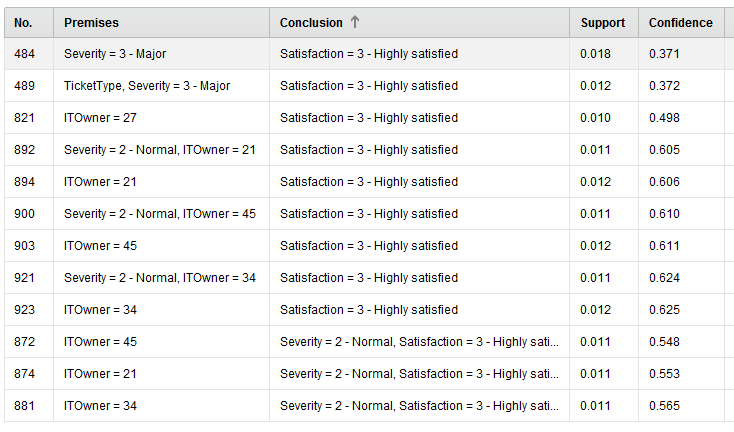 No. Premises Conclusion ↑ Support Confidence
484 Severity = 3 - Major Satisfaction = 3 - Highly satisfied 0.018 0.371
489 TicketType, Severity = 3 - Major Satisfaction = 3 - Highly satisfied 0.012 0.372
821 ITOwner = 27 Satisfaction = 3 - Highly satisfied 0.010 0.498
892 Severity = 2 - Normal, ITOwner = 21 Satisfaction = 3 - Highly satisfied 0.011 0.605
894 ITOwner = 21 Satisfaction = 3 - Highly satisfied 0.012 0.606
900 Severity = 2 - Normal, ITOwner = 45 Satisfaction = 3 - Highly satisfied 0.011 0.610
903 ITOwner = 45 Satisfaction = 3 - Highly satisfied 0.012 0.611
921 Severity = 2 - Normal, ITOwner = 34 Satisfaction = 3 - Highly satisfied 0.011 0.624
923 ITOwner = 34 Satisfaction = 3 - Highly satisfied 0.012 0.625
872 ITOwner = 45 Severity = 2 - Normal, Satisfaction = 3 - Highly sati... 0.011 0.548
874 ITOwner = 21 Severity = 2 - Normal, Satisfaction = 3 - Highly sati... 0.011 0.553
881 ITOwner = 34 Severity = 2 - Normal, Satisfaction = 3 - Highly sati... 0.011 0.565